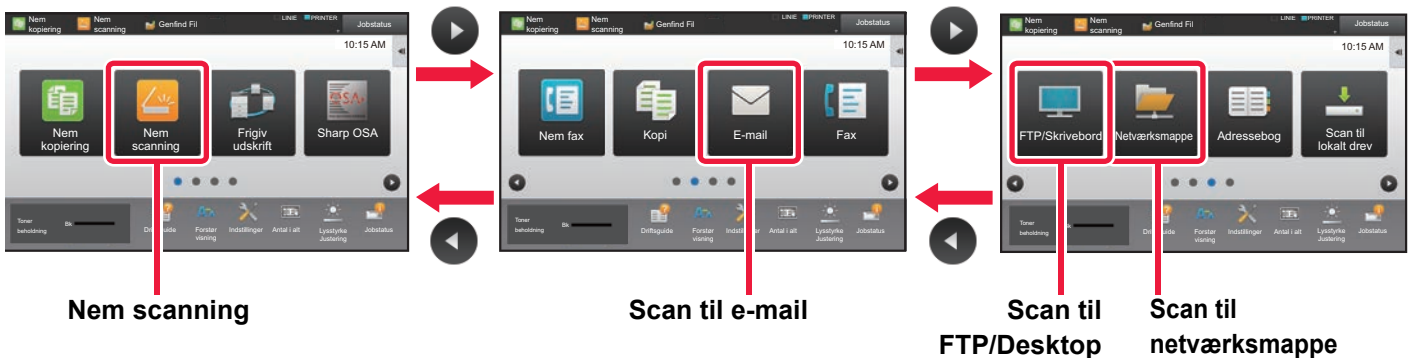 Nem
kopiering
Nem
scanning
Genfind Fil
LINIE
PRINTER
Jobstatus
10:15 AM
Nem
kopiering
Nem
scanning
Frigiv
udskrift
Sharp OSA
Toner
beholdning
Bk
Forstør
visning
Indstillinger
Antal i alt
Lysstyrke
Justering
Jobstatus
Nem scanning
Nem
kopiering
Nem
scanning
Genfind Fil
LINIE
PRINTER
Jobstatus
10:15 AM
Nem fax
Kopi
E-mail
Fax
Toner
beholdning
Bk
Driftsguide
Forstør
visning
Antal i alt
Lysstyrke
Justering
Jobstatus
Scan til e-mail
Nem
kopiering
Nem
scanning
Genfind Fil
LINIE
PRINTER
Jobstatus
10:15 AM
FTP/Skrivebord
Netværksmappe
Adressebog
Scan til
lokalt drev
Toner
beholdning
Forstør
visning
Indstillinger
Antal i alt
Lysstyrke
Justering
Jobstatus
Scan til
FTP/Desktop
Scan til
netværksmappe